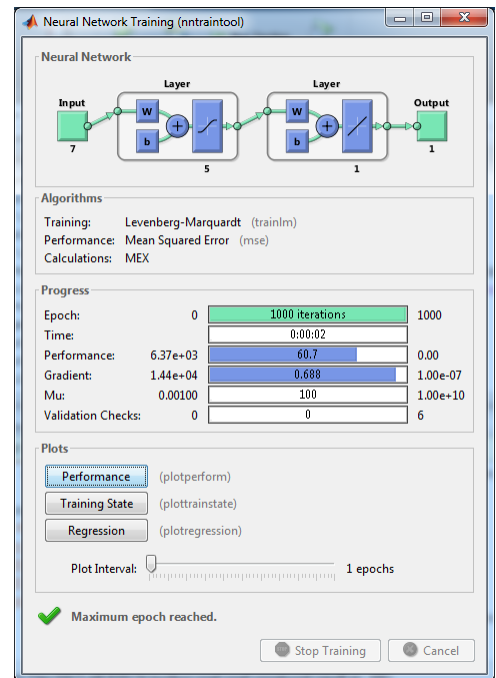 Neural Network Training (nntraintool)
Neural Network
Layer Layer
Input W b W b Output
7 5 1 1
Algorithms
Training: Levenberg-Marquardt (trainlm)
Performance: Mean Squared Error (mse)
Calculations: MEX
Progress
Epoch: 0 1000 iterations 1000
Time: 0:00:02
Performance: 6.37e+03 60.7 0.00
Gradient: 1.44e+04 0.688 1.00e-07
Mu: 0.00100 100 1.00e+10
Validation Checks: 0 0 6
Plots
Performance (plotperform)
Training State (plottrainstate)
Regression (plotregression)
Plot Interval: 1 epochs
Maximum epoch reached.
Stop Training Cancel